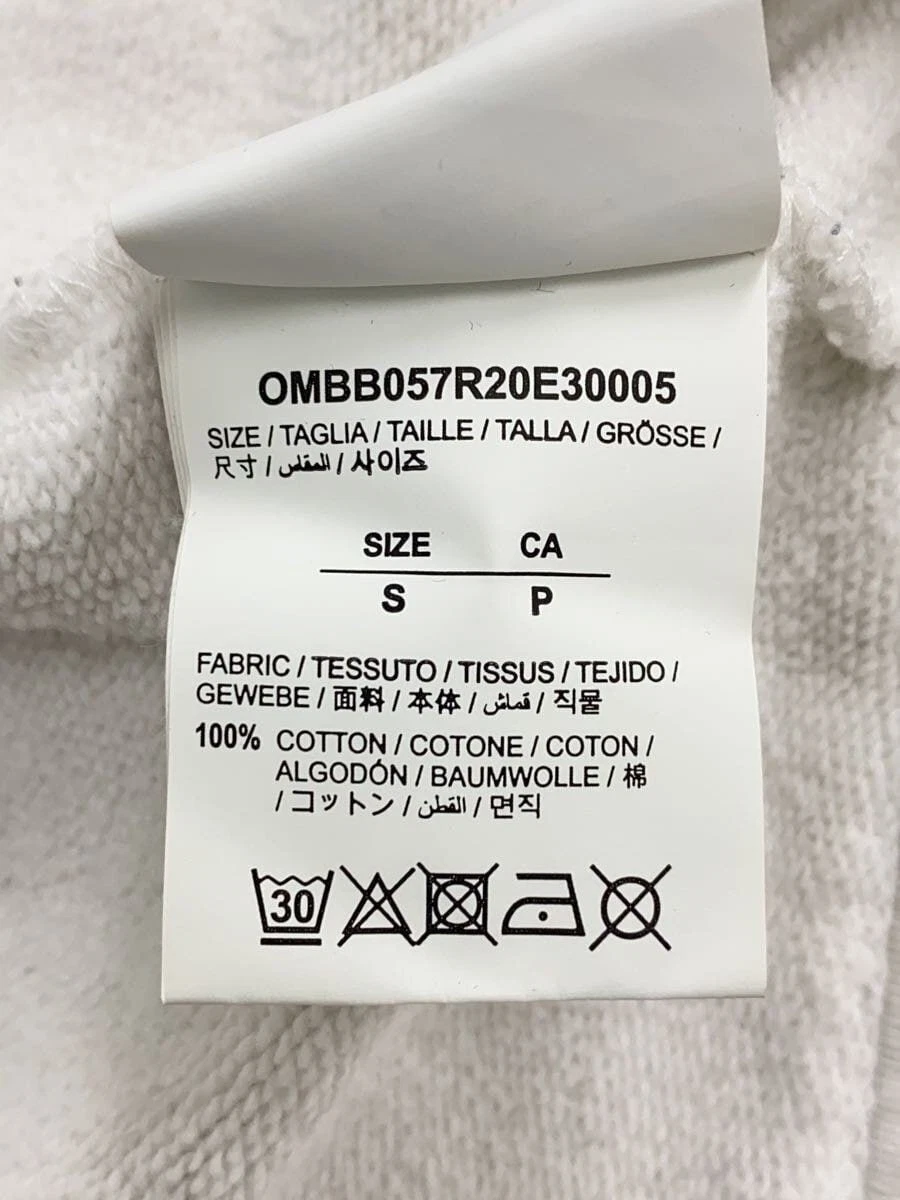 OMBB057R20E30005
SIZE / TAGLIA / TAILLE / TALLA / GRÖSSE /
尺寸 / المقاس / 사이즈
SIZE CA
S P
FABRIC / TESSUTO / TISSUS / TEJIDO /
GEWEBE / 面料 / 本体 / قماش / 직물
100% COTTON / COTONE / COTON /
ALGODÓN / BAUMWOLLE / 棉
/ コットン / القطن / 면직
30